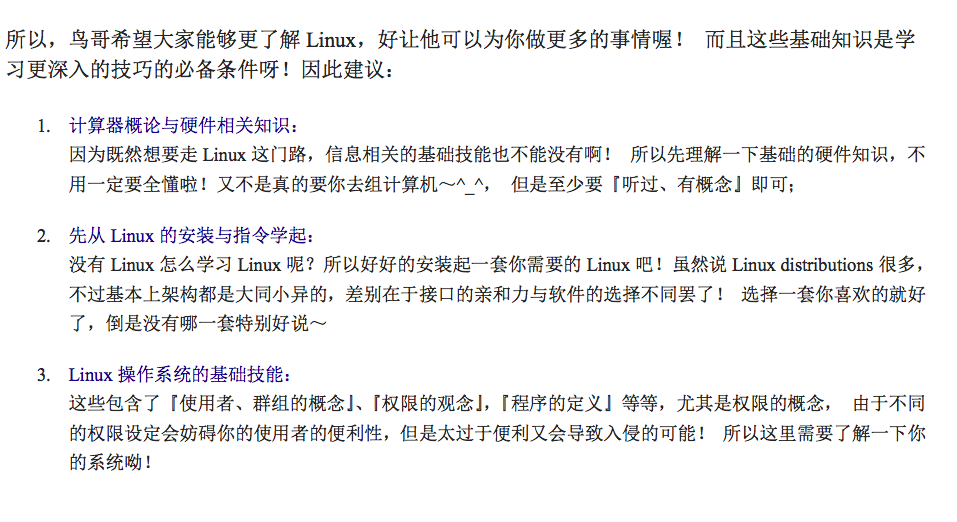 所以，鸟哥希望大家能够更了解 Linux，好让他可以为你做更多的事情喔！ 而且这些基础知识是学
习更深入的技巧的必备条件呀！因此建议：
1. 计算器概论与硬件相关知识：
因为既然想要走 Linux 这门路，信息相关的基础技能也不能没有啊！ 所以先理解一下基础的硬件知识，不
用一定要全懂啦！又不是真的要你去组计算机～^_^， 但是至少要『听过、有概念』即可；
2. 先从 Linux 的安装与指令学起：
没有 Linux 怎么学习 Linux 呢？所以好好的安装起一套你需要的 Linux 吧！虽然说 Linux distributions 很多，
不过基本上架构都是大同小异的，差别在于接口的亲和力与软件的选择不同罢了！ 选择一套你喜欢的就好
了，倒是没有哪一套特别好说～
3. Linux 操作系统的基础技能：
这些包含了『使用者、群组的概念』、『权限的观念』，『程序的定义』等等，尤其是权限的概念， 由于不同
的权限设定会妨碍你的使用者的便利性，但是太过于便利又会导致入侵的可能！ 所以这里需要了解一下你
的系统呦！